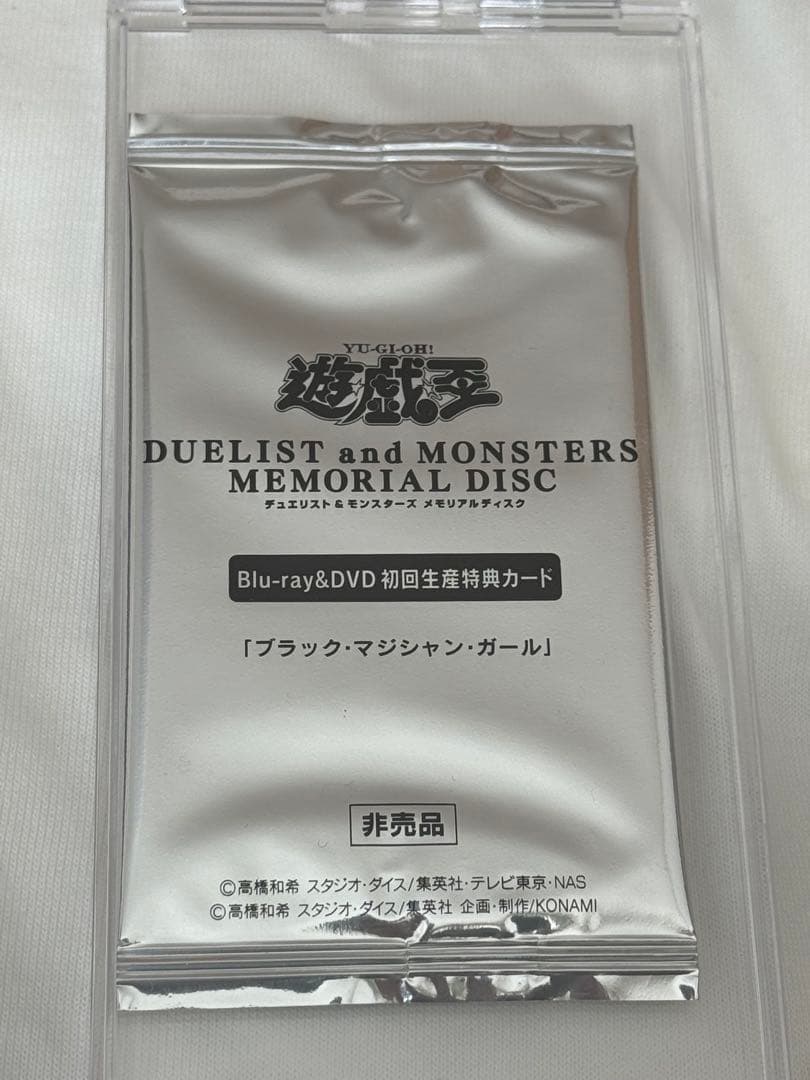 YU-GI-OH!
遊☆戯☆王
DUELIST and MONSTERS
MEMORIAL DISC
デュエリスト＆モンスターズ メモリアルディスク
Blu-ray&DVD 初回生産特典カード
「ブラック・マジシャン・ガール」
非売品
©高橋和希 スタジオ・ダイス/集英社・テレビ東京・NAS
©高橋和希 スタジオ・ダイス/集英社 企画・制作/KONAMI